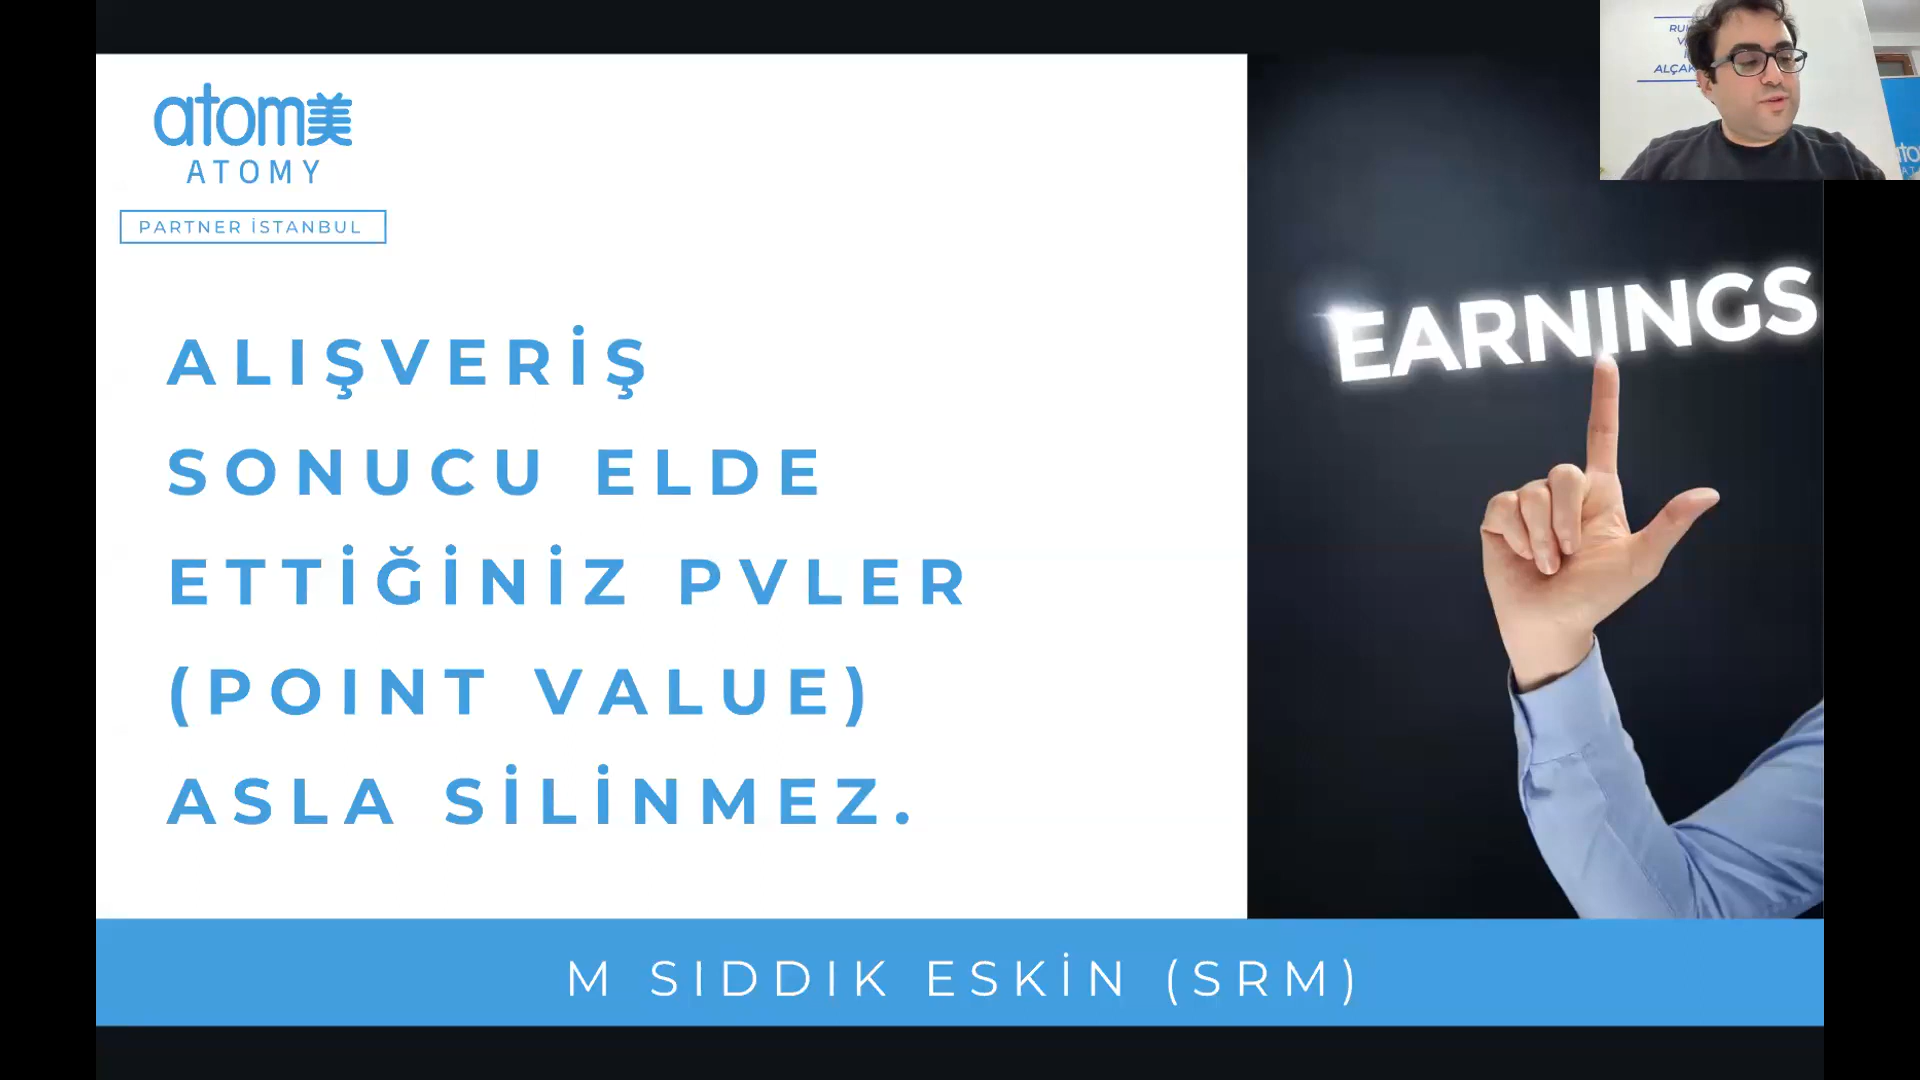 atom美
ATOMY
PARTNER İSTANBUL
ALIŞVERİŞ
SONUCU ELDE
ETTİĞİNİZ PVLER
(POINT VALUE)
ASLA SİLİNMEZ.
EARNINGS
M SIDDIK ESKİN (SRM)